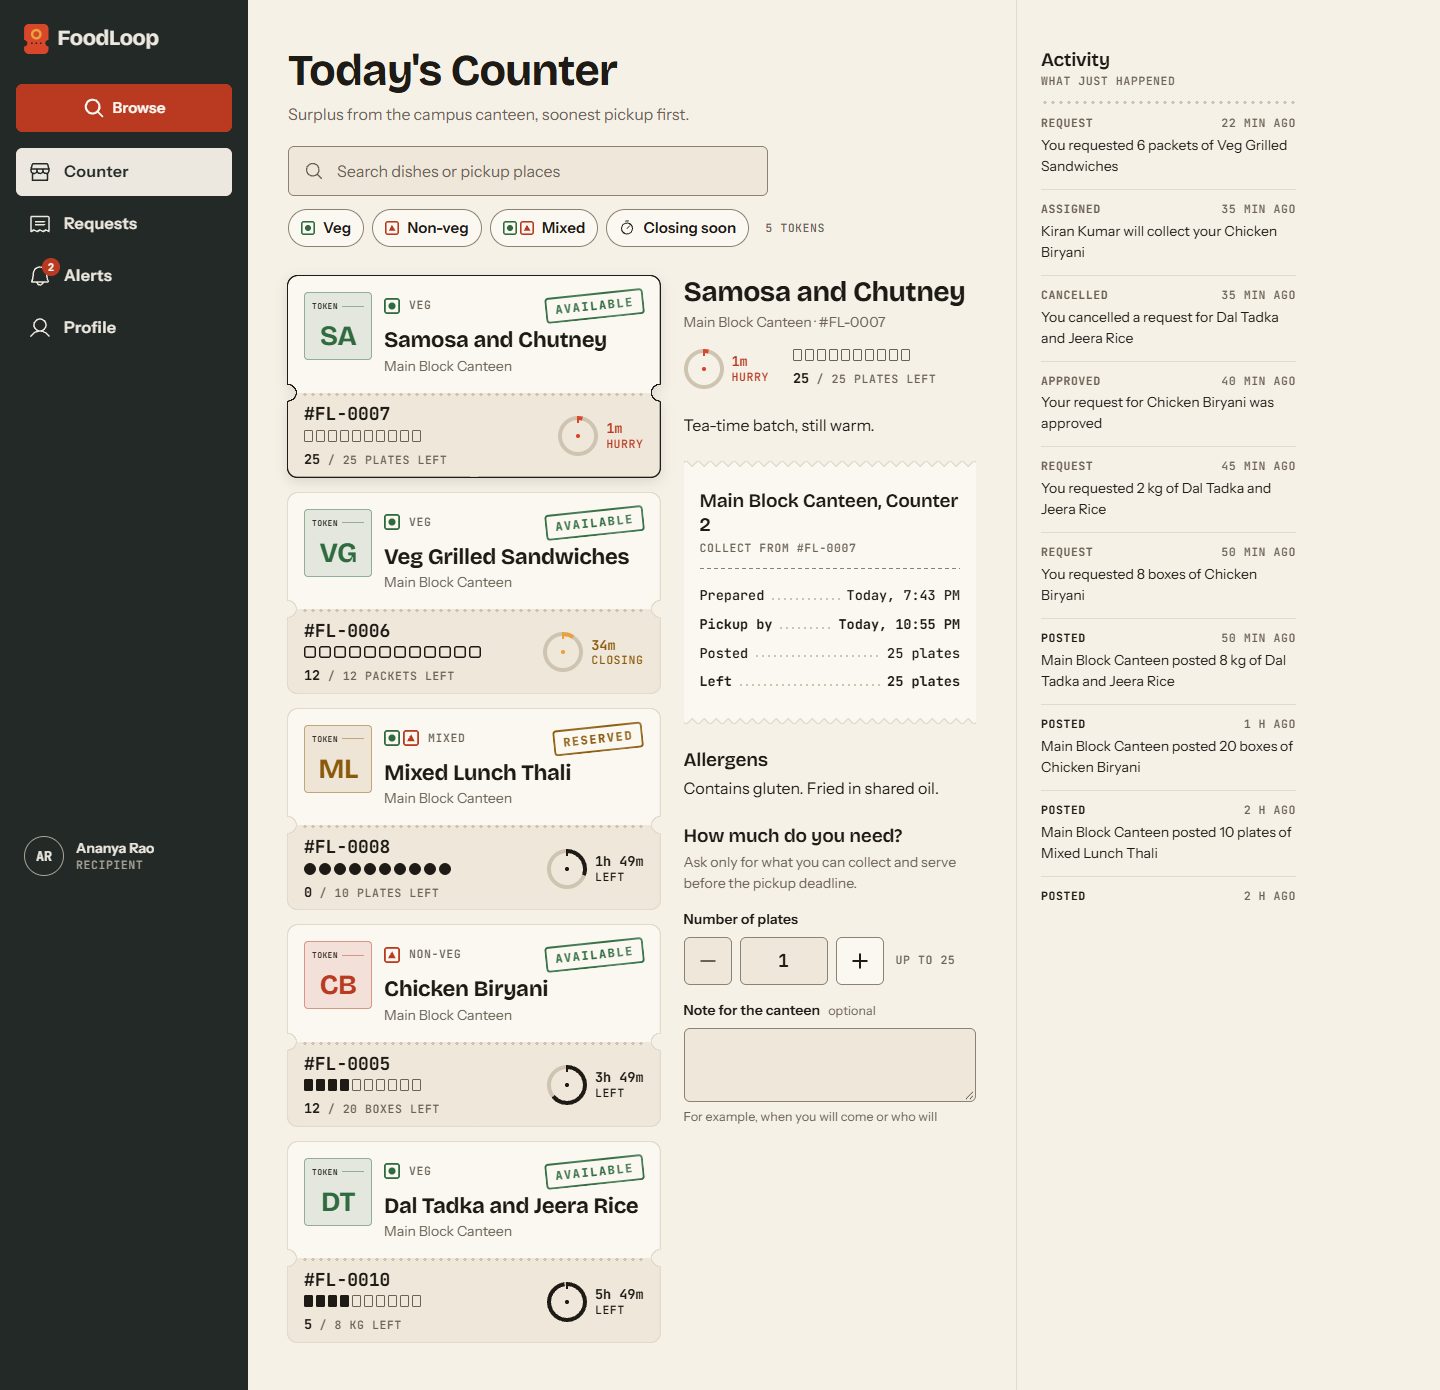 FoodLoop
Browse
Counter
Requests
2
Alerts
Profile
AR
Ananya Rao
RECIPIENT
Today's Counter
Surplus from the campus canteen, soonest pickup first.
Search dishes or pickup places
Veg
Non-veg
Mixed
Closing soon
5 TOKENS
TOKEN
SA
VEG
AVAILABLE
Samosa and Chutney
Main Block Canteen
#FL-0007
25 / 25 PLATES LEFT
1m
HURRY
TOKEN
VG
VEG
AVAILABLE
Veg Grilled Sandwiches
Main Block Canteen
#FL-0006
12 / 12 PACKETS LEFT
34m
CLOSING
TOKEN
ML
MIXED
RESERVED
Mixed Lunch Thali
Main Block Canteen
#FL-0008
0 / 10 PLATES LEFT
1h 49m
LEFT
TOKEN
CB
NON-VEG
AVAILABLE
Chicken Biryani
Main Block Canteen
#FL-0005
12 / 20 BOXES LEFT
3h 49m
LEFT
TOKEN
DT
VEG
AVAILABLE
Dal Tadka and Jeera Rice
Main Block Canteen
#FL-0010
5 / 8 KG LEFT
5h 49m
LEFT
Samosa and Chutney
Main Block Canteen · #FL-0007
1m
HURRY
25 / 25 PLATES LEFT
Tea-time batch, still warm.
Main Block Canteen, Counter
2
COLLECT FROM #FL-0007
Prepared ......... Today, 7:43 PM
Pickup by ........ Today, 10:55 PM
Posted .................. 25 plates
Left .................... 25 plates
Allergens
Contains gluten. Fried in shared oil.
How much do you need?
Ask only for what you can collect and serve
before the pickup deadline.
Number of plates
1
UP TO 25
Note for the canteen optional
For example, when you will come or who will
Activity
WHAT JUST HAPPENED
REQUEST 22 MIN AGO
You requested 6 packets of Veg Grilled
Sandwiches
ASSIGNED 35 MIN AGO
Kiran Kumar will collect your Chicken
Biryani
CANCELLED 35 MIN AGO
You cancelled a request for Dal Tadka
and Jeera Rice
APPROVED 40 MIN AGO
Your request for Chicken Biryani was
approved
REQUEST 45 MIN AGO
You requested 2 kg of Dal Tadka and
Jeera Rice
REQUEST 50 MIN AGO
You requested 8 boxes of Chicken
Biryani
POSTED 50 MIN AGO
Main Block Canteen posted 8 kg of Dal
Tadka and Jeera Rice
POSTED 1 H AGO
Main Block Canteen posted 20 boxes of
Chicken Biryani
POSTED 2 H AGO
Main Block Canteen posted 10 plates of
Mixed Lunch Thali
POSTED 2 H AGO